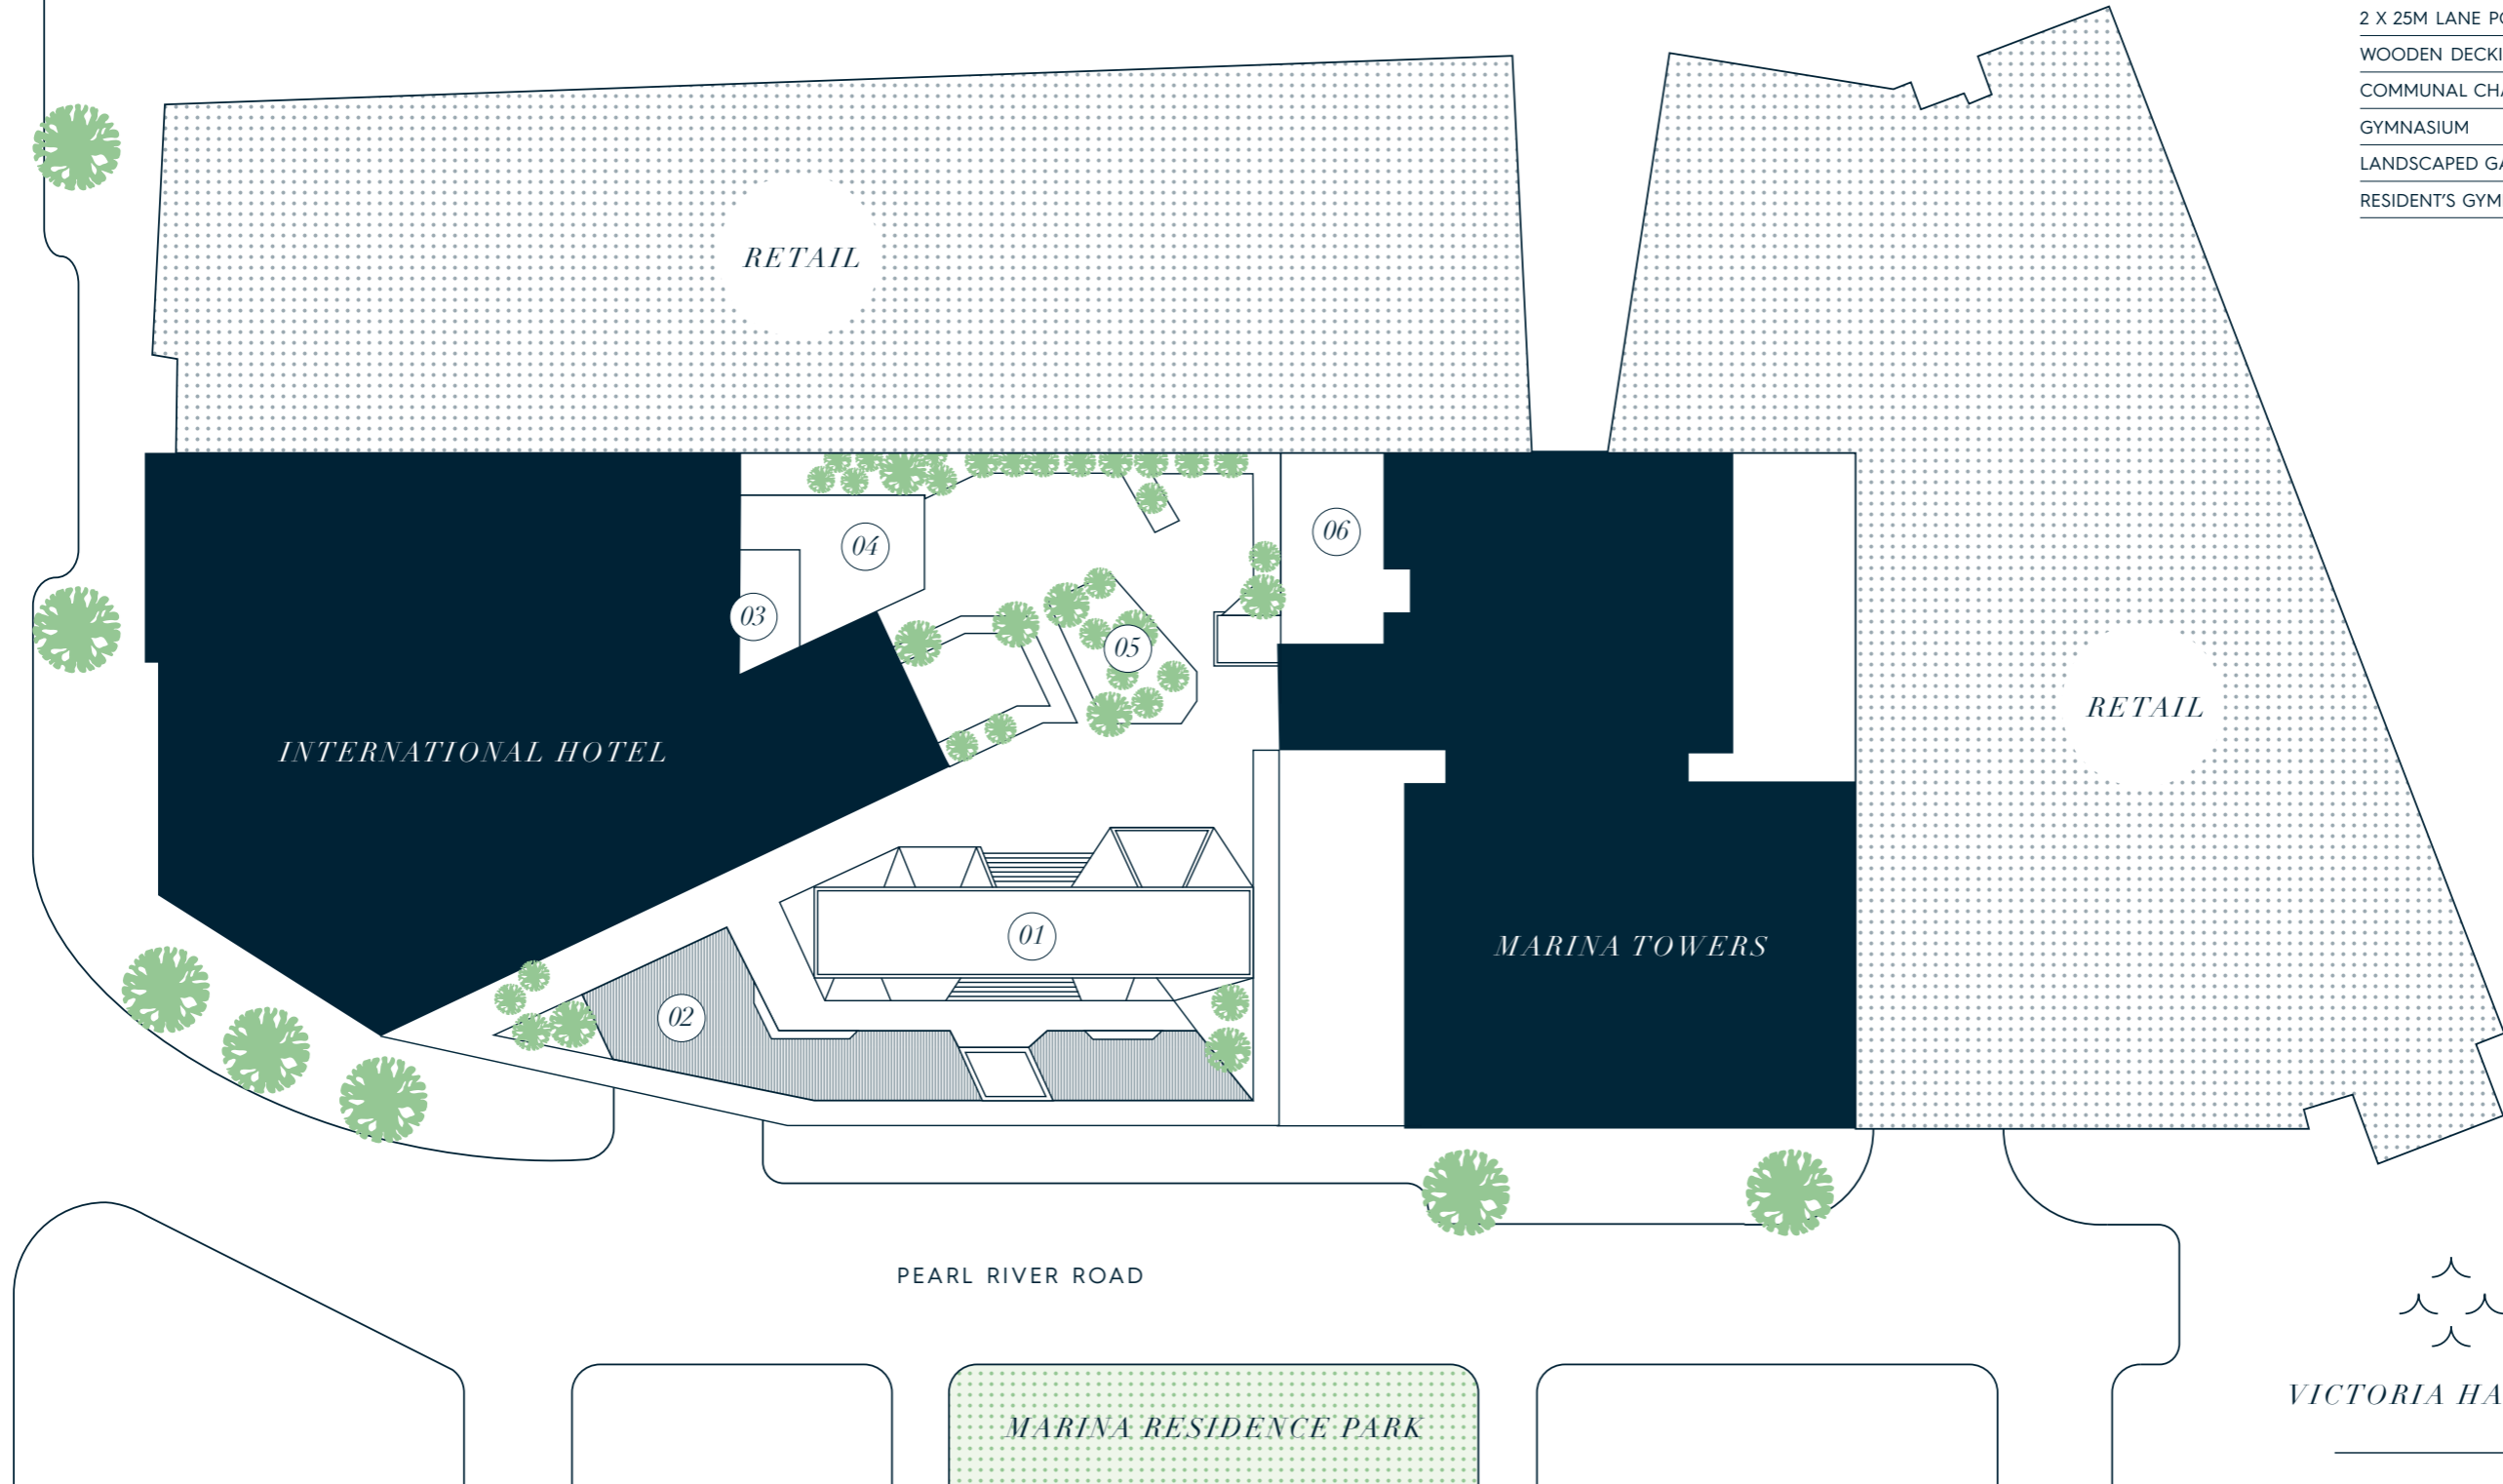 2 X 25M LANE
WOODEN
COMMUNAL
GYMNASIUM
LANDSCAPED
RESIDENT'S GYM
RETAIL
06
04
03
05
RETAIL
INTERNATIONAL HOTEL
01
MARINA TOWERS
02
PEARL RIVER ROAD
VICTORIA
MARINA RESIDENCE PARK